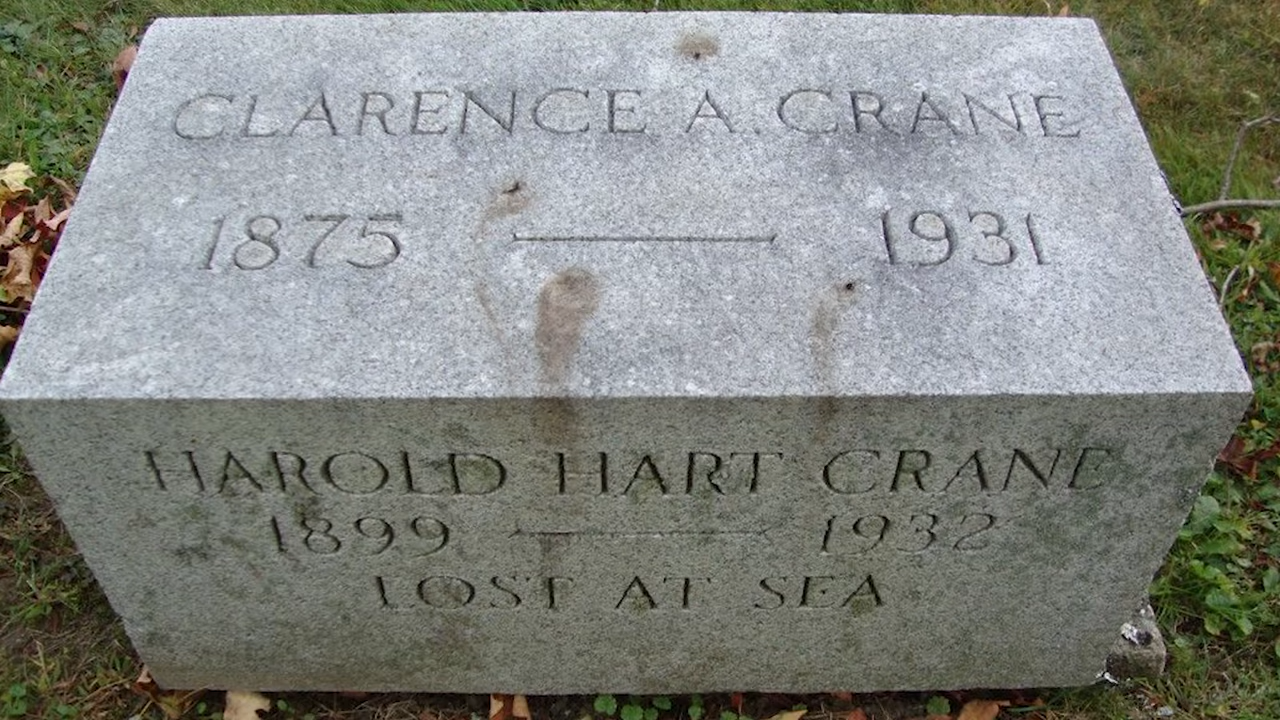 CLARENCE A. CRANE
1875 — 1931
HAROLD HART CRANE
1899 — 1932
LOST AT SEA